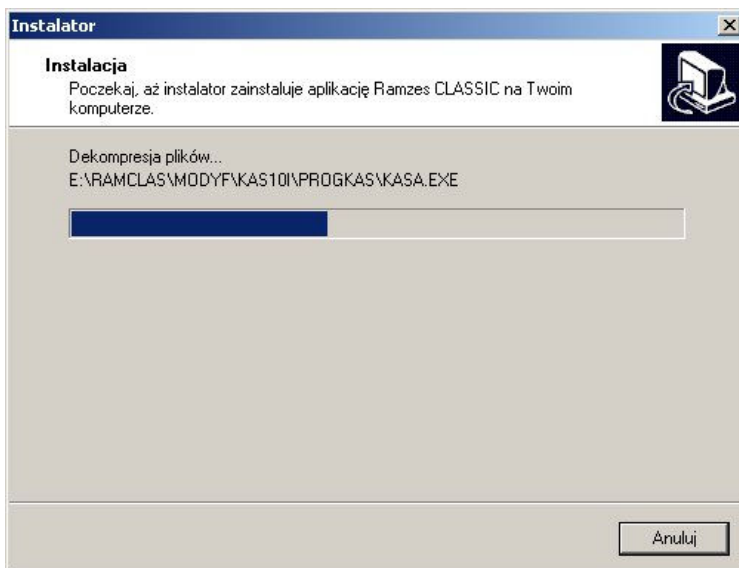 Instalator
Instalacja
Poczekaj, aż instalator zainstaluje aplikację Ramzes CLASSIC na Twoim
komputerze.
Dekompresja plików...
E:\RAMCLAS\MODYF\KAS10I\PROGKAS\KASA.EXE
Anuluj